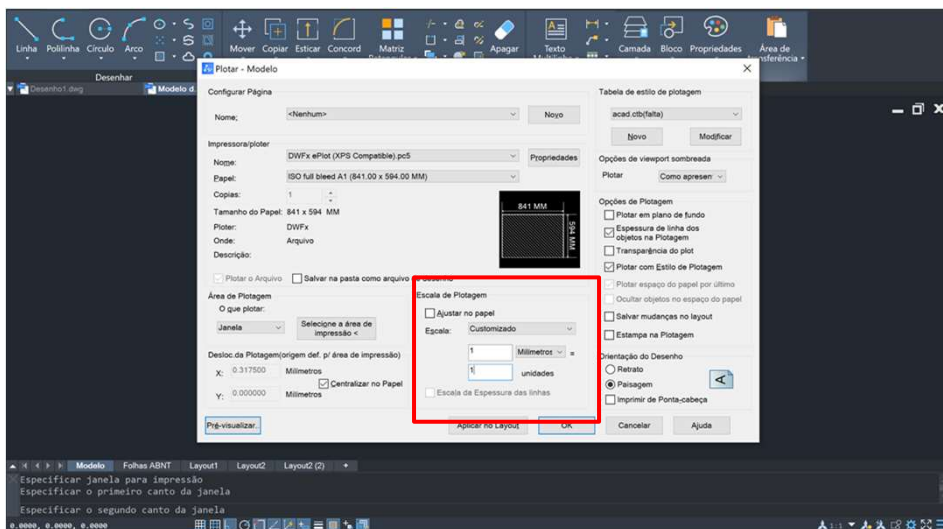 Linha Polilinha Círculo Arco
Mover Copiar Esticar Concord Matriz
Apagar Texto Camada Bloco Propriedades Área de
Desenhar
Desenho1.dwg Modelo d
Plotar - Modelo
Configurar Página
Nome; <Nenhum> Novo
Impressora/ploter
Nome: DWFx ePlot (XPS Compatible).pc5 Propriedades
Papel: ISO full bleed A1 (841.00 x 594.00 MM)
Copias: 1
Tamanho do Papel: 841 x 594 MM
Ploter: DWFx
Onde: Arquivo
Descrição:
841 MM
594 MM
Plotar o Arquivo Salvar na pasta como arquivo
Área de Plotagem
O que plotar:
Janela Selecione a área de
impressão <
Desloc.da Plotagem(origem def. p/ área de impressão)
X: 0.317500 Milimetros
Centralizar no Papel
Y: 0.000000 Milimetros
Escala de Plotagem
Ajustar no papel
Escala: Customizado
1 Milimetros =
1 unidades
Escala da Espessura das linhas
Tabela de estilo de plotagem
acad.ctb(falta)
Novo Modificar
Opções de viewport sombreada
Plotar Como apresen
Opções de Plotagem
Plotar em plano de fundo
Espessura de linha dos
objetos na Plotagem
Transparência do plot
Plotar com Estilo de Plotagem
Plotar espaço do papel por último
Ocultar objetos no espaço do papel
Salvar mudanças no layout
Estampa na Plotagem
Orientação do Desenho
Retrato
Paisagem
Imprimir de Ponta-cabeça
A
Pré-visualizar.. Aplicar no Layout OK Cancelar Ajuda
Modelo Folhas ABNT Layout1 Layout2 Layout2 (2) +
Especificar janela para impressão
Especificar o primeiro canto da janela
Especificar o segundo canto da janela
0.0000, 0.0000, 0.0000 1:1